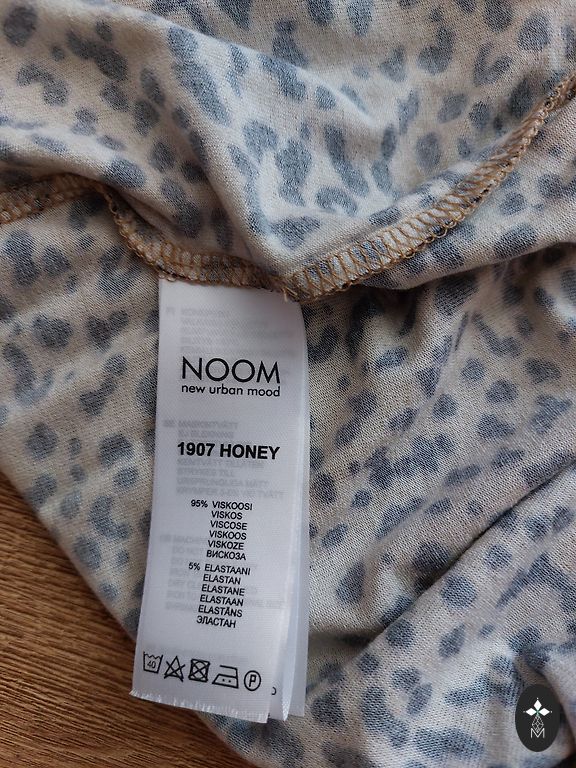 NOOM
new urban mood
1907 HONEY
95% VISKOOSI
VISKOS
VISCOSE
VISKOOS
VISKOZE
ВИСКОЗА
5% ELASTAANI
ELASTAN
ELASTANE
ELASTAAN
ELASTĀNS
ЭЛАСТАН
40
P